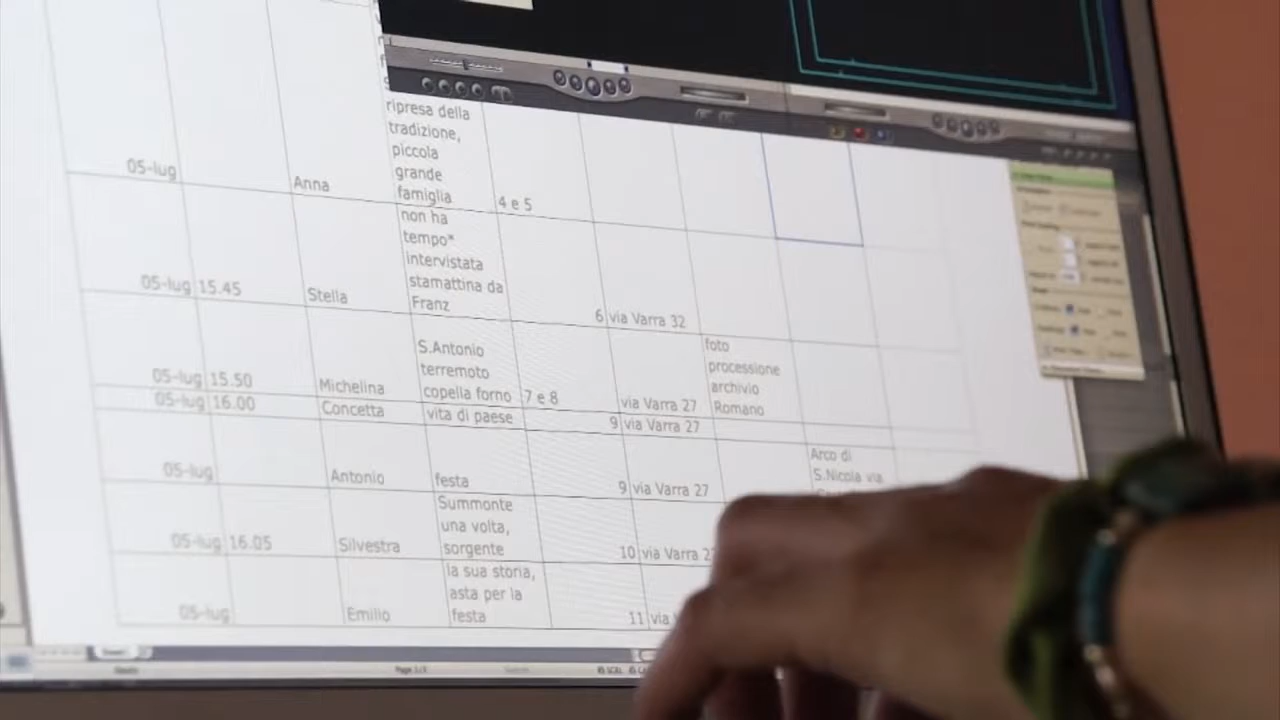 ripresa della
tradizione,
piccola
grande
famiglia
05-lug Anna 4 e 5
non ha
tempo*
intervistata
stamattina da
Franz
05-lug 15.45 Stella 6 via Varra 32
S.Antonio
terremoto
copella forno
05-lug 15.50 Michelina 7 e 8 via Varra 27
foto
processione
archivio
Romano
05-lug 16.00 Concetta vita di paese 9 via Varra 27
Arco di
S.Nicola via
05-lug Antonio festa 9 via Varra 27
Summonte
una volta,
sorgente
05-lug 16.05 Silvestra 10 via Varra
la sua storia,
asta per la
festa
05-lug Emilio 11 via